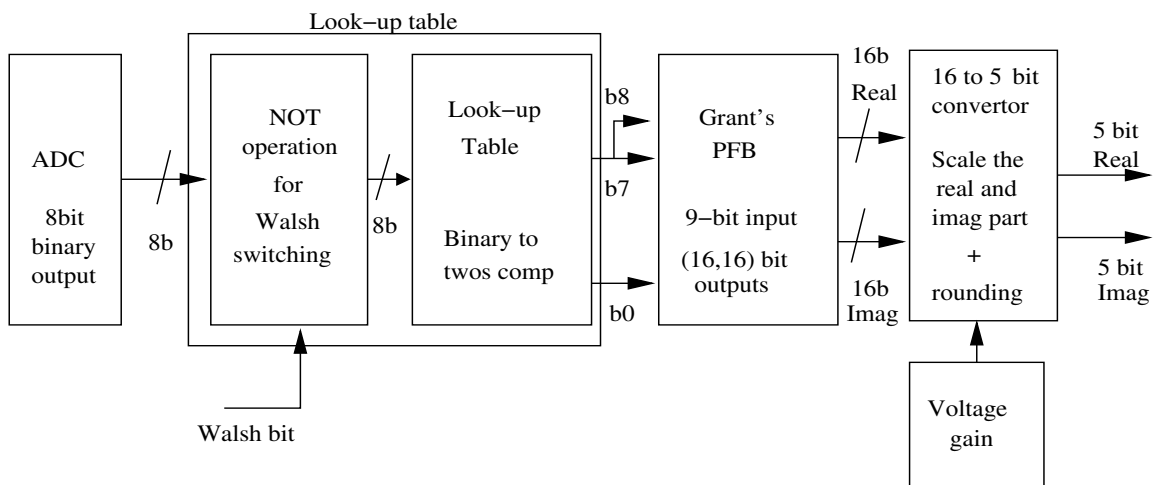 Look−up table
ADC
8bit
binary
output
8b
NOT
operation
for
Walsh
switching
8b
Walsh bit
Look−up
Table
Binary to
twos comp
b8
b7
b0
Grant's
PFB
9−bit input
(16,16) bit
outputs
16b
Real
16b
Imag
16 to 5 bit
convertor
Scale the
real and
imag part
+
rounding
5 bit
Real
5 bit
Imag
Voltage
gain